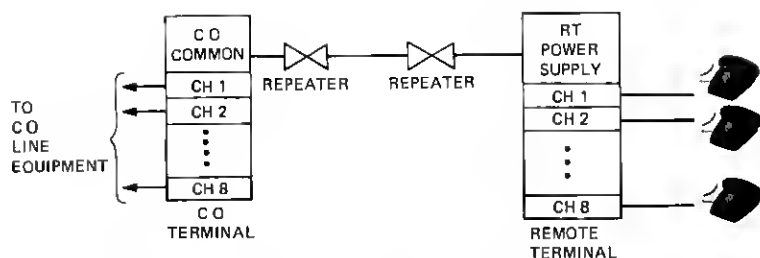 C O
COMMON
CH 1
CH 2
CH 8
C O
TERMINAL
TO
C O
LINE
EQUIPMENT
REPEATER
REPEATER
RT
POWER
SUPPLY
CH 1
CH 2
CH 8
REMOTE
TERMINAL